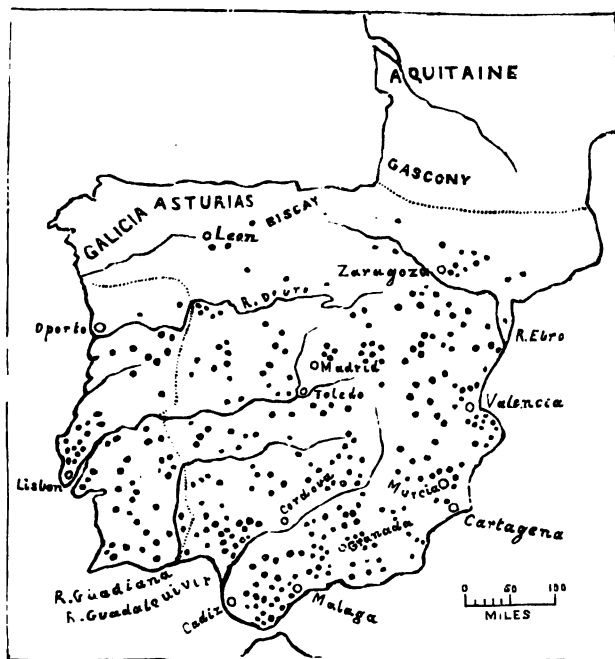 AQUITAINE
GASCONY
BISCAY
GALICIA ASTURIAS
Leon
Zaragoza
R. DOURO
Oporto
R. Ebro
Madrid
Toledo
Valencia
Lisbon
Cordova
Murcia
Granada
Cartagena
R. Guadiana
R. Guadalquivir
Cadiz
Malaga
0 50 100
MILES